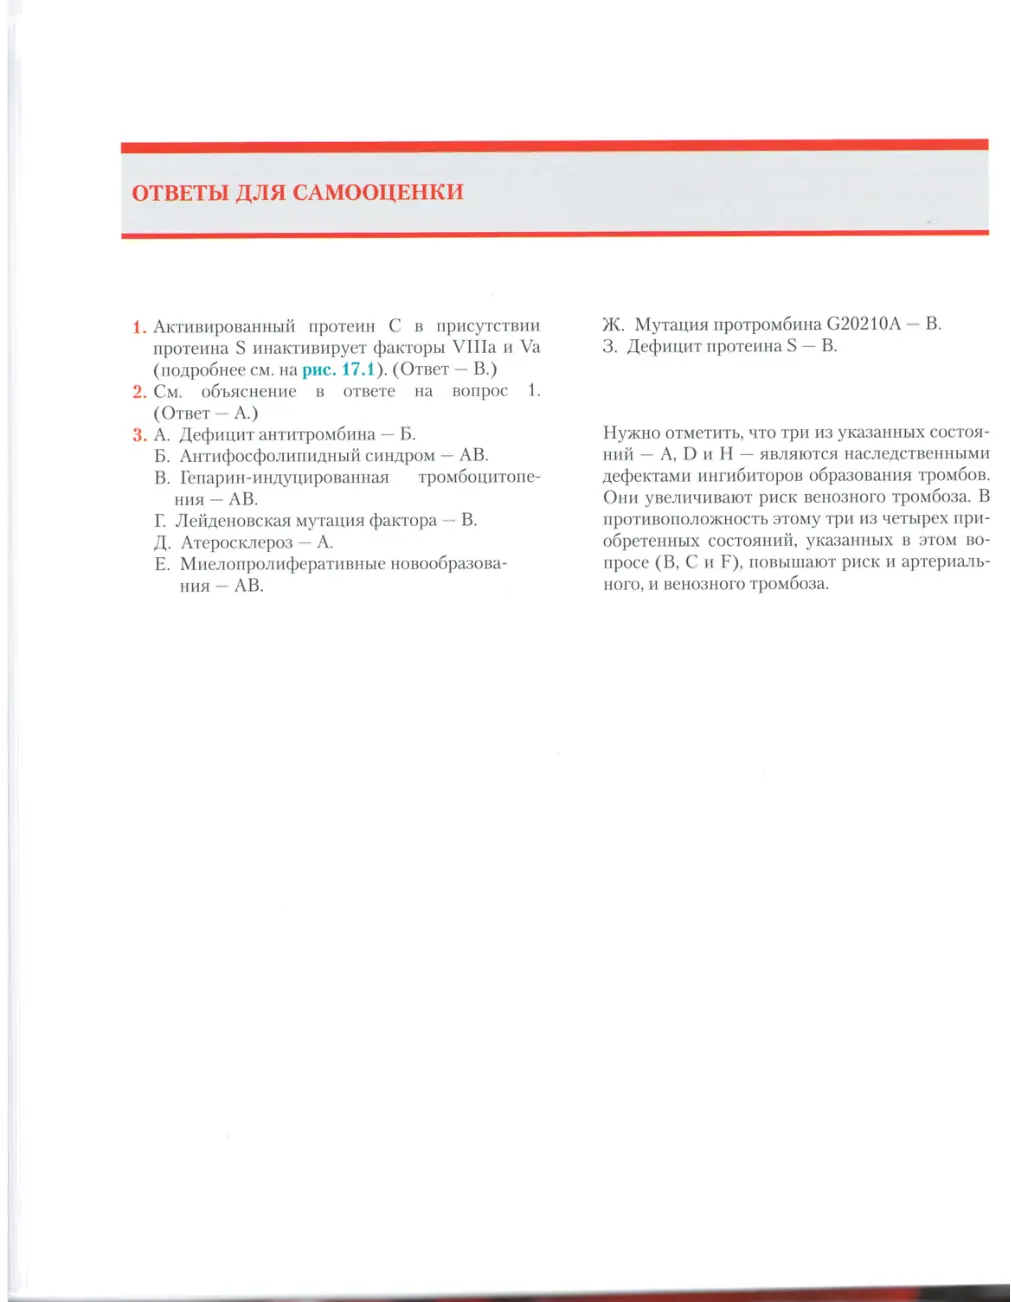 ОТВЕТЫ ДЛЯ САМООЦЕНКИ
1. Активированный протеин С в присутствии
протеина S инактивирует факторы VIIIa и Va
(подробнее см. на рис. 17.1). (Ответ — В.)
2. См. объяснение в ответе на вопрос 1.
(Ответ — А.)
3. А. Дефицит антитромбина — Б.
Б. Антифосфолипидный синдром — АВ.
В. Гепарин-индуцированная тромбоцитопе-
ния — АВ.
Г. Лейденовская мутация фактора — В.
Д. Атеросклероз — А.
Е. Миелопролиферативные новообразова-
ния — АВ.
Ж. Мутация протромбина G20210A — В.
З. Дефицит протеина S — В.
Нужно отметить, что три из указанных состоя-
ний — A, D и H — являются наследственными
дефектами ингибиторов образования тромбов.
Они увеличивают риск венозного тромбоза. В
противоположность этому три из четырех при-
обретенных состояний, указанных в этом во-
просе (B, C и F), повышают риск и артериаль-
ного, и венозного тромбоза.